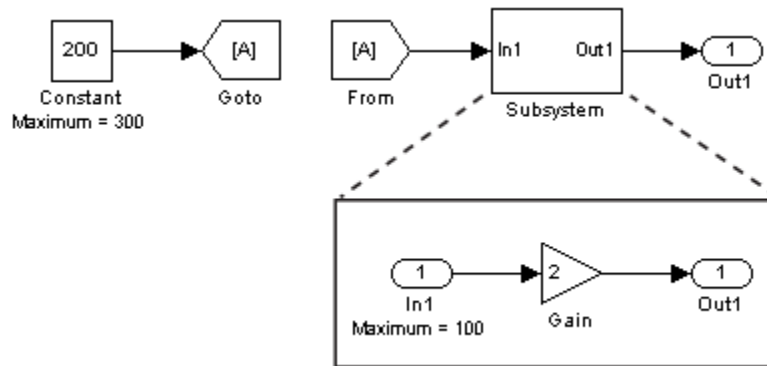 200
[A]
[A]
In1
Out1
1
Constant
Maximum = 300
Goto
From
Subsystem
Out1
1
2
1
In1
Maximum = 100
Gain
Out1